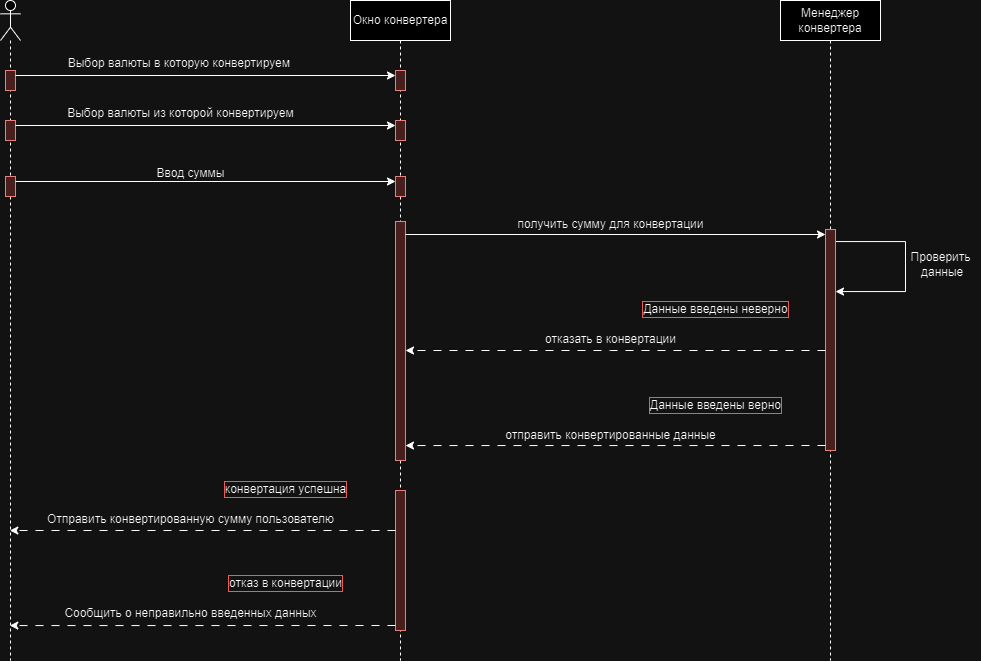 Окно конвертера
Менеджер
конвертера
Выбор валюты в которую конвертируем
Выбор валюты из которой конвертируем
Ввод суммы
получить сумму для конвертации
Проверить
данные
Данные введены неверно
отказать в конвертации
Данные введены верно
отправить конвертированные данные
конвертация успешна
Отправить конвертированную сумму пользователю
отказ в конвертации
Сообщить о неправильно введенных данных